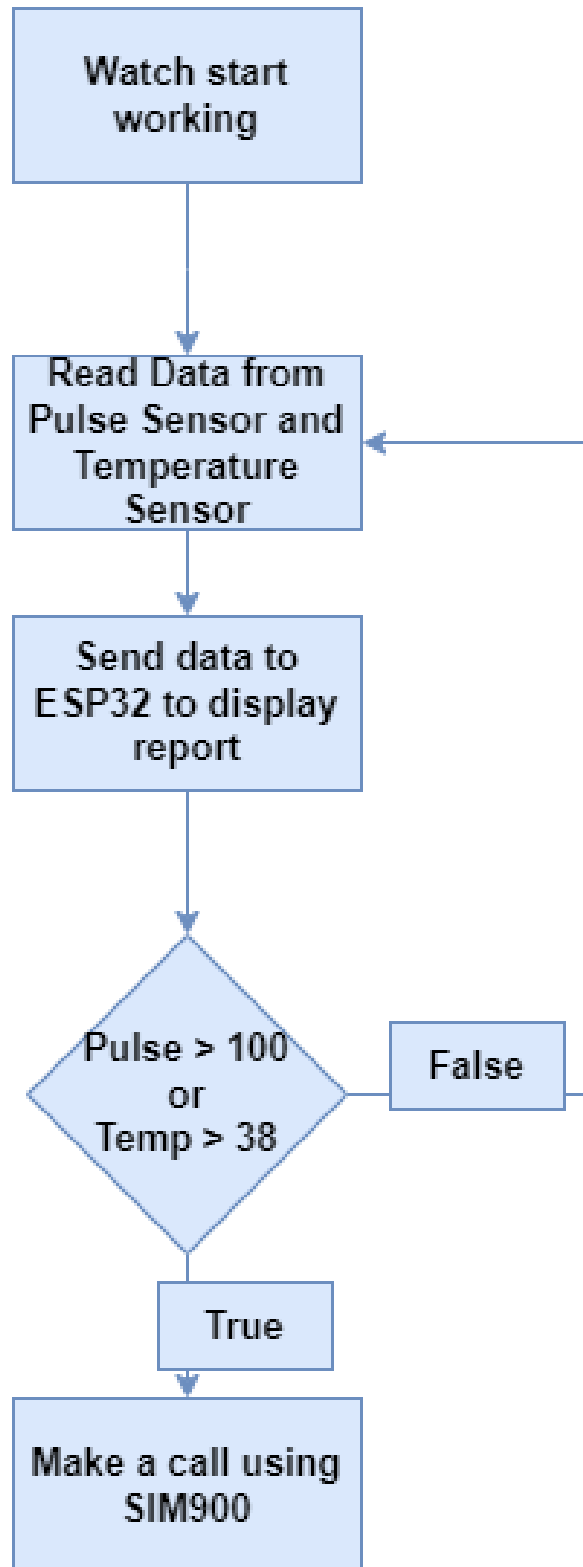 Watch start
working
Read Data from
Pulse Sensor and
Temperature
Sensor
Send data to
ESP32 to display
report
Pulse > 100
or
Temp > 38
False
True
Make a call using
SIM900